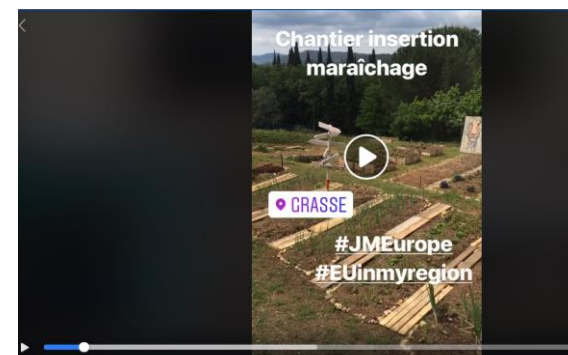 Chantier insertion
maraîchage
GRASSE
#JMEurope
#EUinmyregion